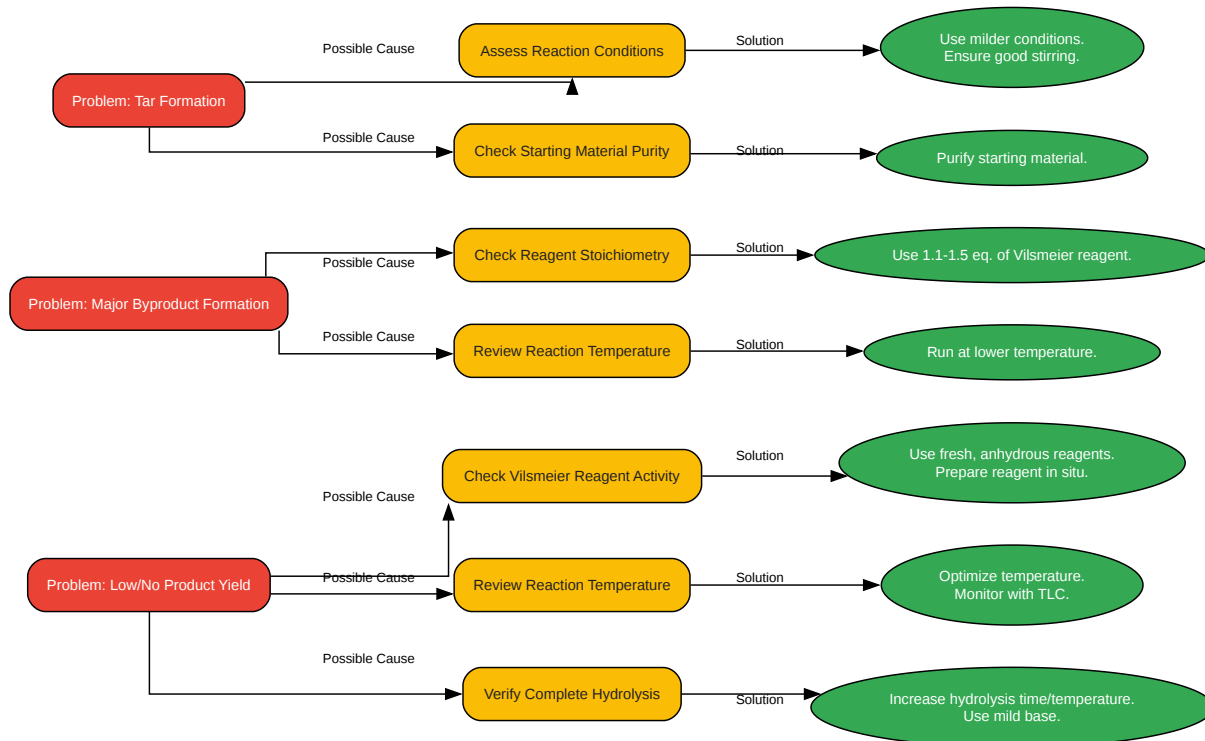 Problem: Tar Formation
Possible Cause
Assess Reaction Conditions
Solution
Use milder conditions.
Ensure good stirring.
Possible Cause
Check Starting Material Purity
Solution
Purify starting material.
Problem: Major Byproduct Formation
Possible Cause
Check Reagent Stoichiometry
Solution
Use 1.1-1.5 eq. of Vilsmeier reagent.
Possible Cause
Review Reaction Temperature
Solution
Run at lower temperature.
Problem: Low/No Product Yield
Possible Cause
Check Vilsmeier Reagent Activity
Solution
Use fresh, anhydrous reagents.
Prepare reagent in situ.
Possible Cause
Review Reaction Temperature
Solution
Optimize temperature.
Monitor with TLC.
Possible Cause
Verify Complete Hydrolysis
Solution
Increase hydrolysis time/temperature.
Use mild base.